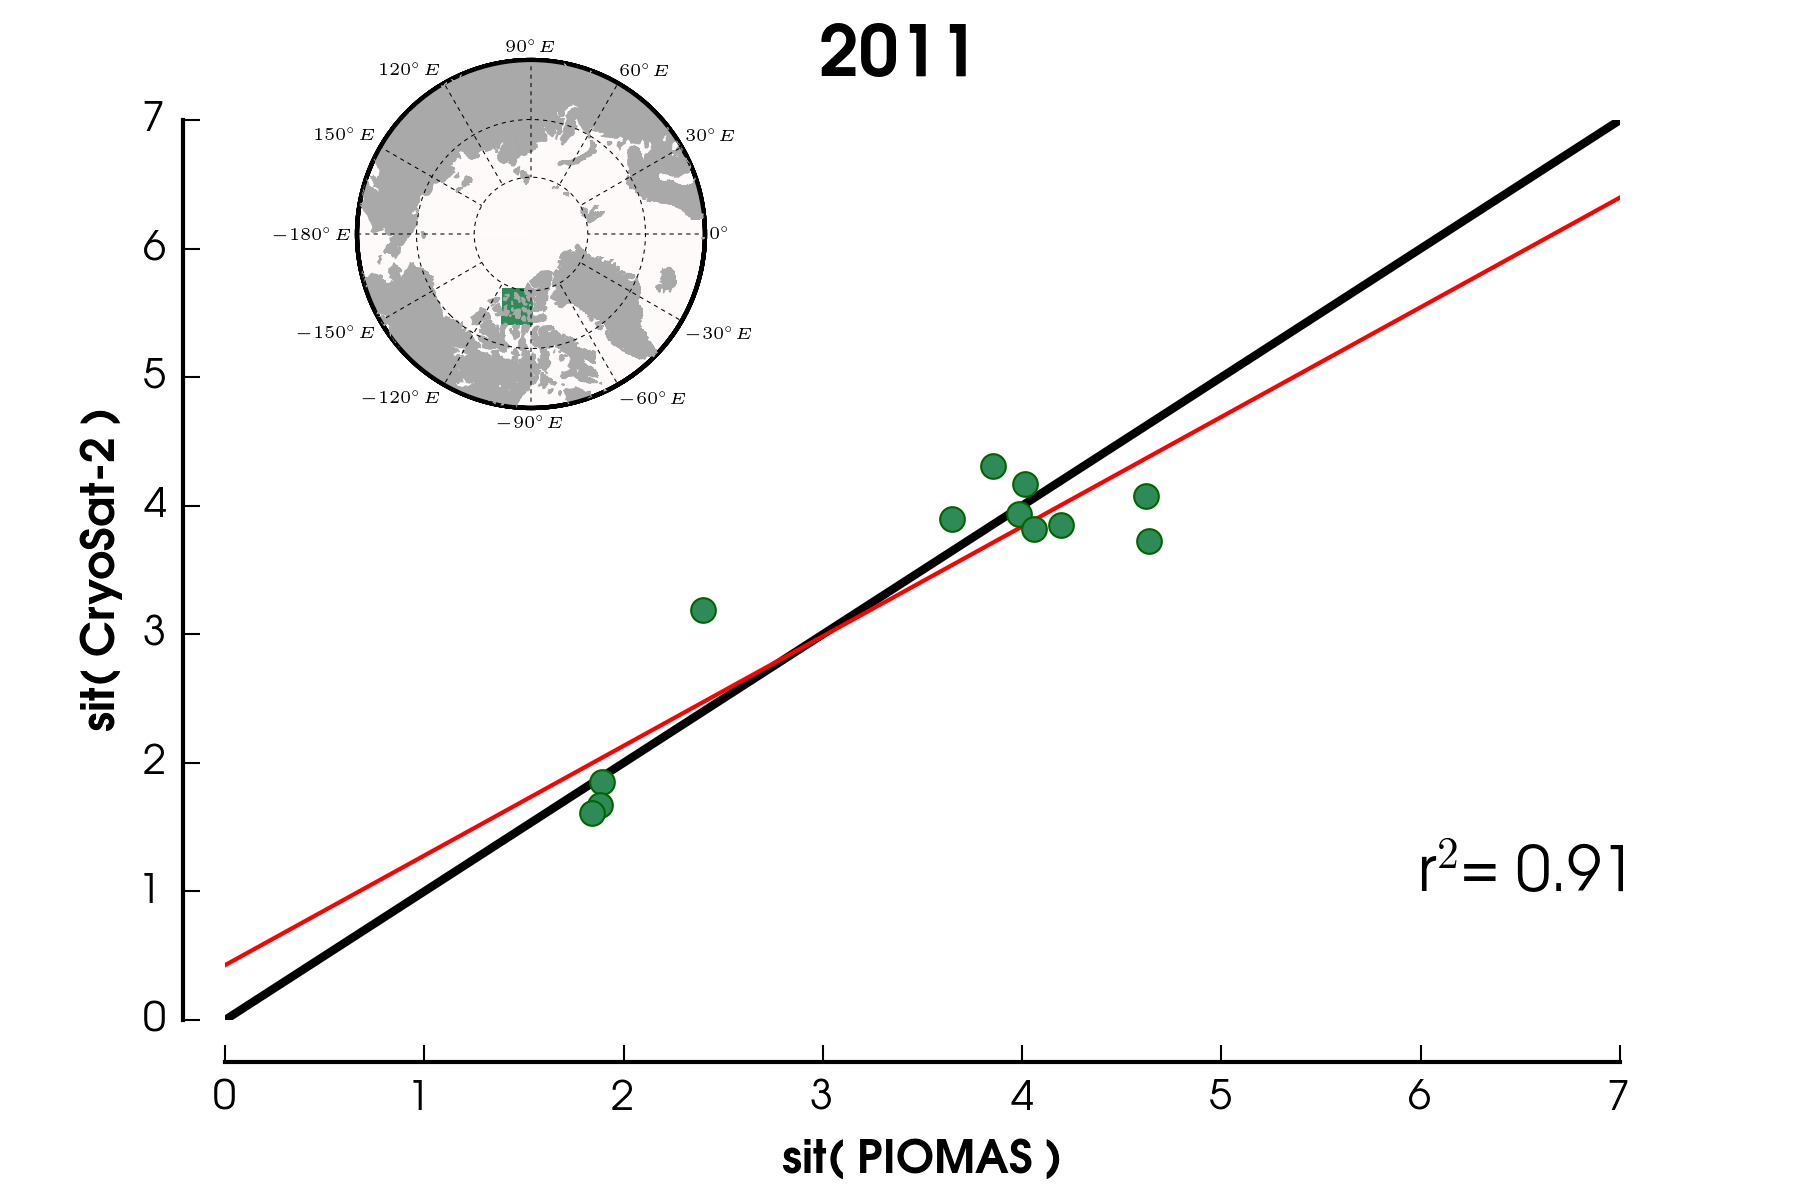 2011
90° E
120° E
60° E
150° E
30° E
−180° E
0°
−150° E
−30° E
−120° E
−60° E
−90° E
7
6
5
4
3
2
1
0
sit( CryoSat-2 )
r²= 0.91
0 1 2 3 4 5 6 7
sit( PIOMAS )